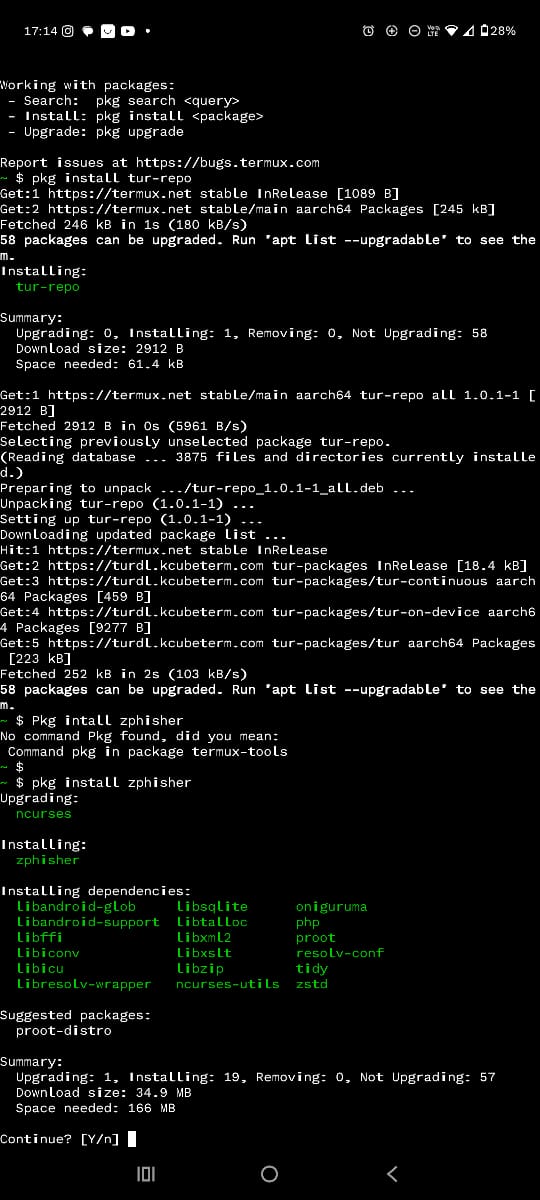 17:14 28%
Vo)) LTE
Working with packages:
 - Search:  pkg search <query>
 - Install: pkg install <package>
 - Upgrade: pkg upgrade
Report issues at https://bugs.termux.com
~ $ pkg install tur-repo
Get:1 https://termux.net stable InRelease [1089 B]
Get:2 https://termux.net stable/main aarch64 Packages [245 kB]
Fetched 246 kB in 1s (180 kB/s)
58 packages can be upgraded. Run 'apt list --upgradable' to see the
m.
Installing:
  tur-repo
Summary:
  Upgrading: 0, Installing: 1, Removing: 0, Not Upgrading: 58
  Download size: 2912 B
  Space needed: 61.4 kB
Get:1 https://termux.net stable/main aarch64 tur-repo all 1.0.1-1 [
2912 B]
Fetched 2912 B in 0s (5961 B/s)
Selecting previously unselected package tur-repo.
(Reading database ... 3875 files and directories currently installe
d.)
Preparing to unpack .../tur-repo_1.0.1-1_all.deb ...
Unpacking tur-repo (1.0.1-1) ...
Setting up tur-repo (1.0.1-1) ...
Downloading updated package list ...
Hit:1 https://termux.net stable InRelease
Get:2 https://turdl.kcubeterm.com tur-packages InRelease [18.4 kB]
Get:3 https://turdl.kcubeterm.com tur-packages/tur-continuous aarch
64 Packages [459 B]
Get:4 https://turdl.kcubeterm.com tur-packages/tur-on-device aarch6
4 Packages [9277 B]
Get:5 https://turdl.kcubeterm.com tur-packages/tur aarch64 Packages
 [223 kB]
Fetched 252 kB in 2s (103 kB/s)
58 packages can be upgraded. Run 'apt list --upgradable' to see the
m.
~ $ Pkg intall zphisher
No command Pkg found, did you mean:
 Command pkg in package termux-tools
~ $
~ $ pkg install zphisher
Upgrading:
  ncurses
Installing:
  zphisher
Installing dependencies:
  libandroid-glob     libsqlite      oniguruma
  libandroid-support  libtalloc      php
  libffi              libxml2        proot
  libiconv            libxslt        resolv-conf
  libicu              libzip         tidy
  libresolv-wrapper   ncurses-utils  zstd
Suggested packages:
  proot-distro
Summary:
  Upgrading: 1, Installing: 19, Removing: 0, Not Upgrading: 57
  Download size: 34.9 MB
  Space needed: 166 MB
Continue? [Y/n]